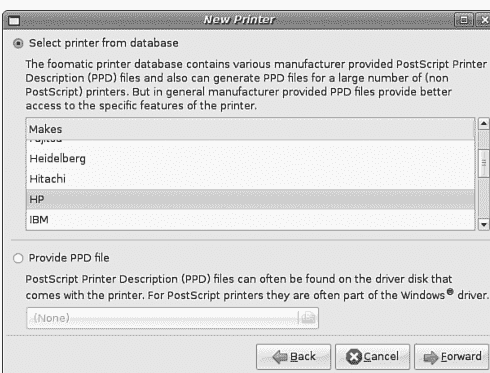 New Printer
Select printer from database
The foomatic printer database contains various manufacturer provided PostScript Printer
Description (PPD) files and also can generate PPD files for a large number of (non
PostScript) printers. But in general manufacturer provided PPD files provide better
access to the specific features of the printer.
Makes
Fujitsu
Heidelberg
Hitachi
HP
IBM
Provide PPD file
PostScript Printer Description (PPD) files can often be found on the driver disk that
comes with the printer. For PostScript printers they are often part of the Windows® driver.
(None)
Back
Cancel
Forward